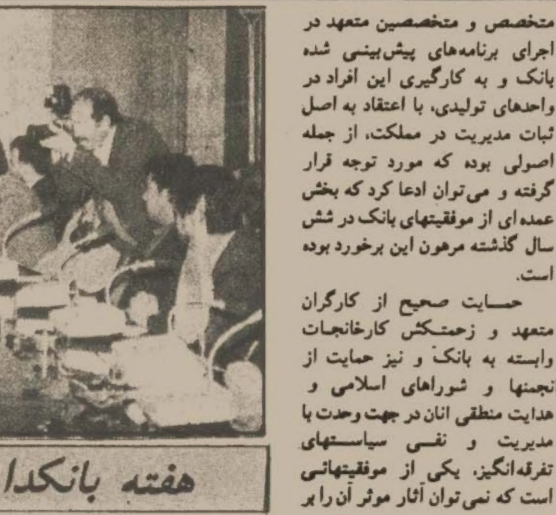 متخصص و متخصصین متعهد در
اجرای برنامه‌های پیش‌بینی شده
بانک و به کارگیری این افراد در
واحدهای تولیدی، با اعتقاد به اصل
ثبات مدیریت در مملکت، از جمله
اصولی بوده که مورد توجه قرار
گرفته و می‌توان ادعا کرد که بخش
عمده ای از موفقیتهای بانک در شش
سال گذشته مرهون این برخورد بوده
است.
حمایت صحیح از کارگران
متعهد و زحمتکش کارخانجات
وابسته به بانک و نیز حمایت از
نجمنها و شوراهای اسلامی و
هدایت منطقی انان در جهت وحدت با
مدیریت و نفی سیاستهای
تفرقه‌انگیز، یکی از موفقیتهائی
است که نمی‌توان آثار موثر آن را بر
هفته بانکدا